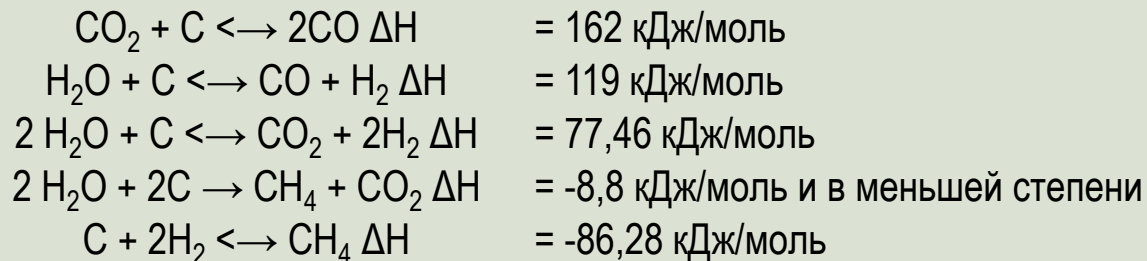 CO₂ + C <—→ 2CO ΔH = 162 кДж/моль
H₂O + C <—→ CO + H₂ ΔH = 119 кДж/моль
2 H₂O + C <—→ CO₂ + 2H₂ ΔH = 77,46 кДж/моль
2 H₂O + 2C → CH₄ + CO₂ ΔH = -8,8 кДж/моль и в меньшей степени
C + 2H₂ <—→ CH₄ ΔH = -86,28 кДж/моль